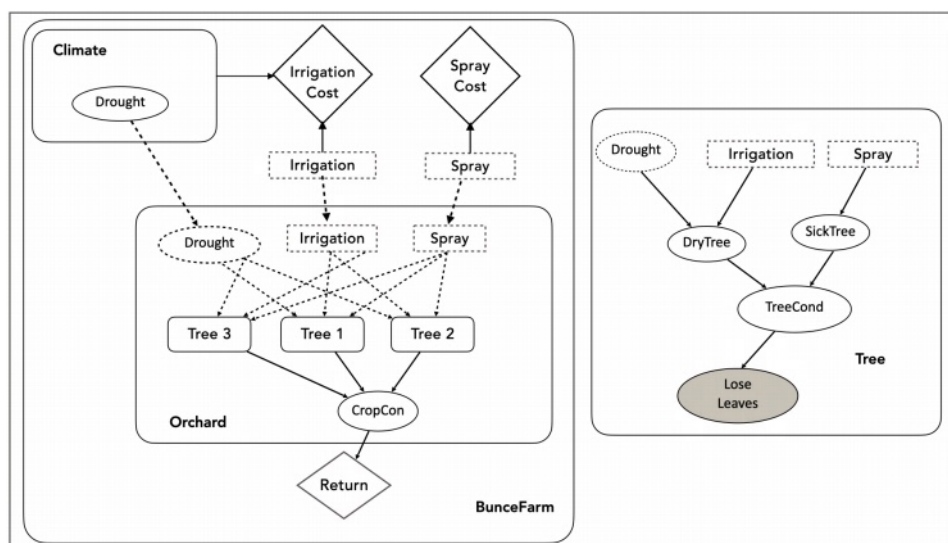 Climate
Drought
Irrigation
Cost
Spray
Cost
Irrigation
Spray
Drought
Irrigation
Spray
Tree 3
Tree 1
Tree 2
CropCon
Orchard
Return
BunceFarm
Drought
Irrigation
Spray
DryTree
SickTree
TreeCond
Tree
Lose
Leaves